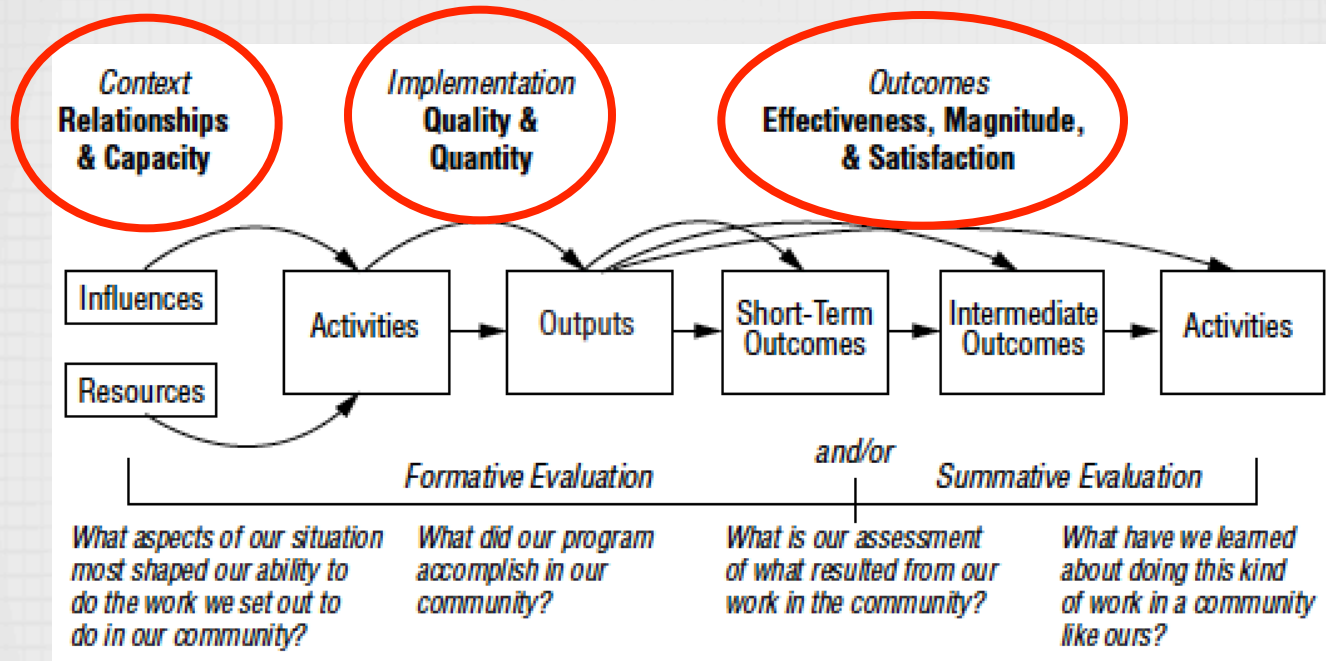 Context
Relationships
& Capacity
Implementation
Quality &
Quantity
Outcomes
Effectiveness, Magnitude,
& Satisfaction
Influences
Resources
Activities
Outputs
Short-Term
Outcomes
Intermediate
Outcomes
Activities
Formative Evaluation
and/or
Summative Evaluation
What aspects of our situation
most shaped our ability to
do the work we set out to
do in our community?
What did our program
accomplish in our
community?
What is our assessment
of what resulted from our
work in the community?
What have we learned
about doing this kind
of work in a community
like ours?